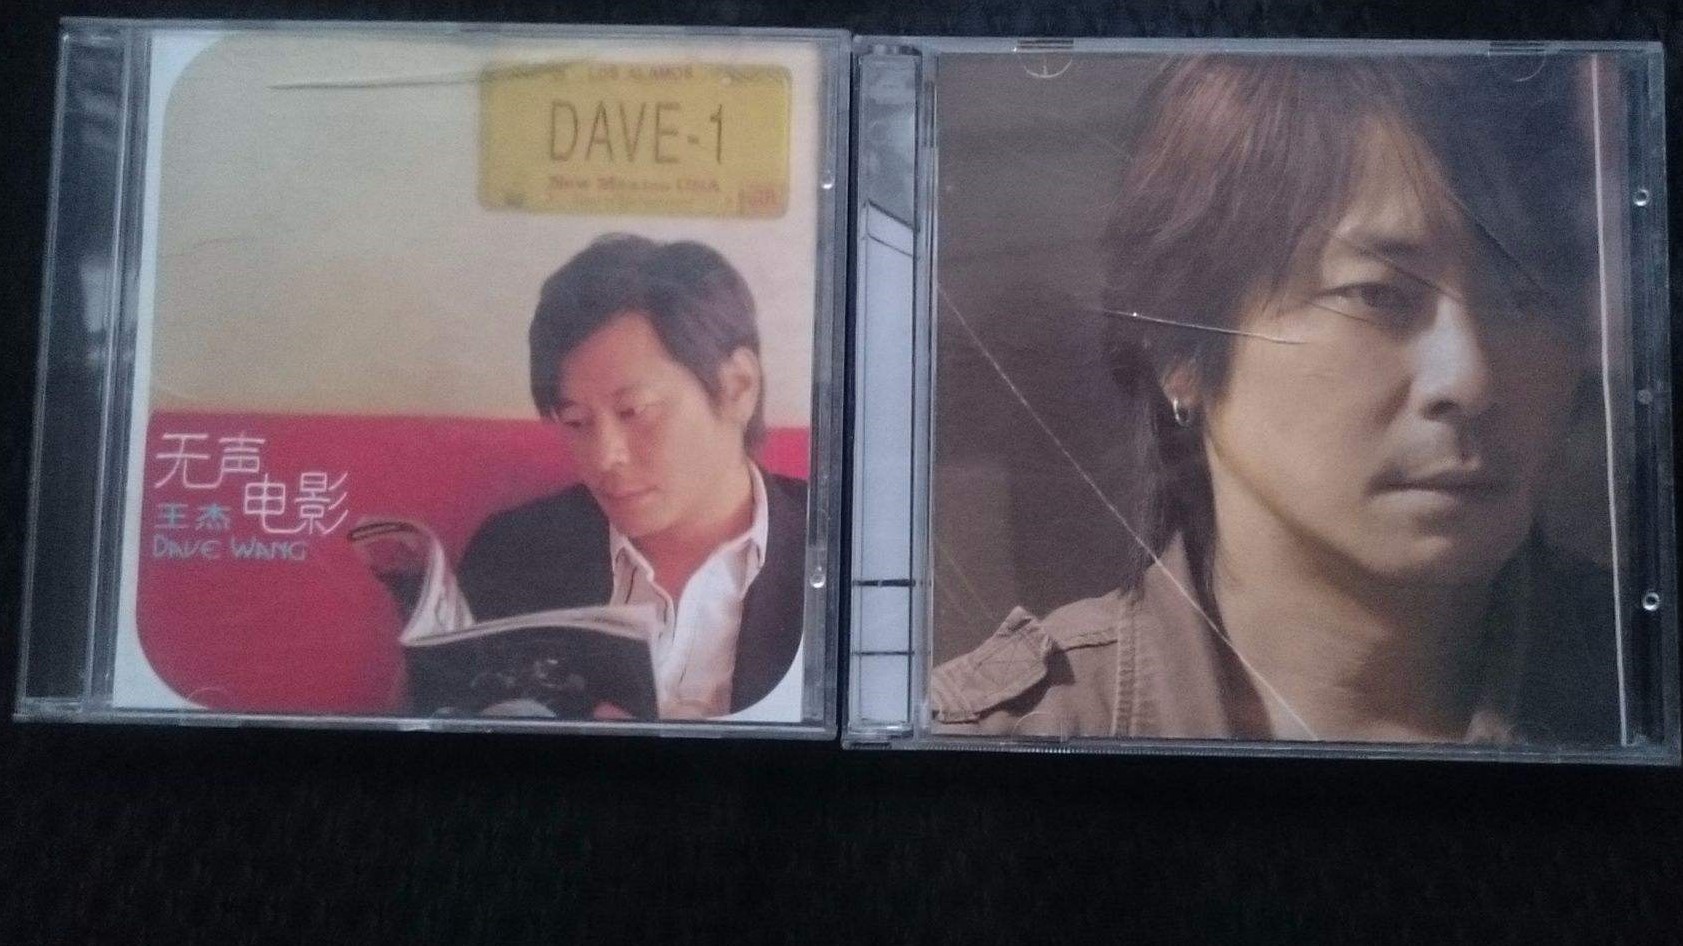 LOS ALAMOS
DAVE-1
New Mexico USA
无声
电影
王杰
DAVE WANG